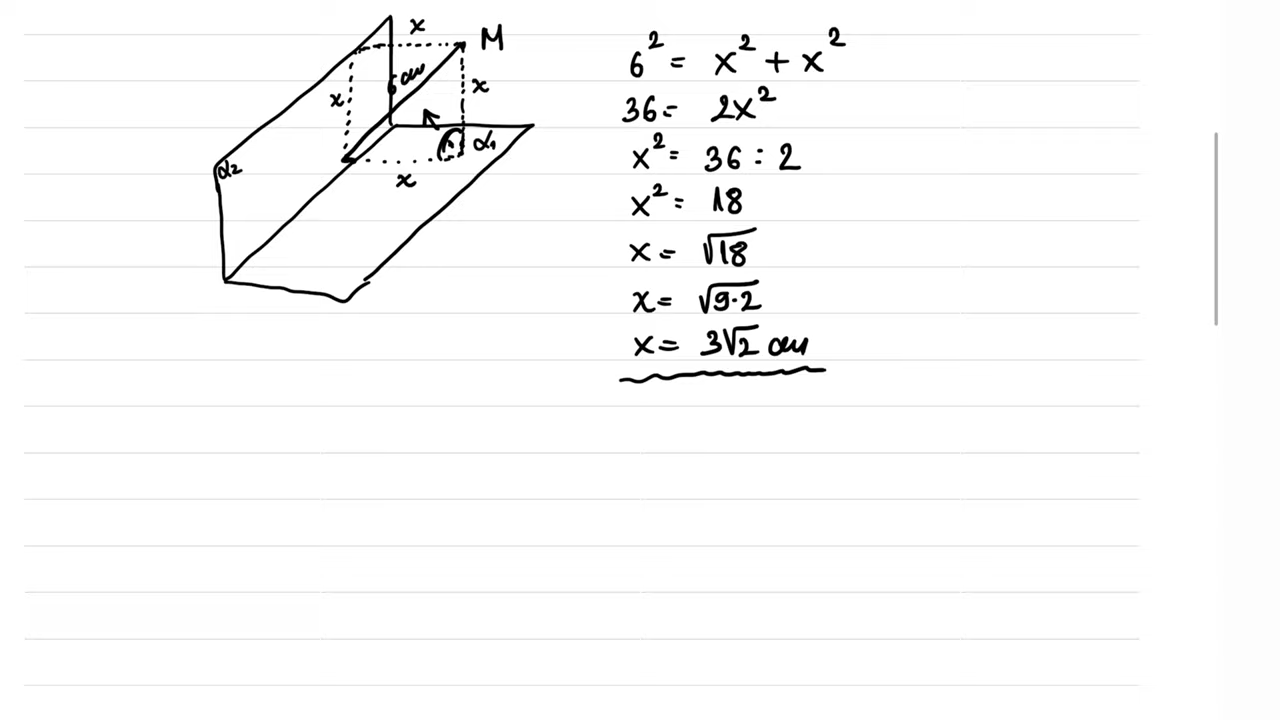 x
M
6 cm
x
x
α₁
α₂
x
6² = x² + x²
36 = 2x²
x² = 36 : 2
x² = 18
x = √18
x = √9·2
x = 3√2 cm